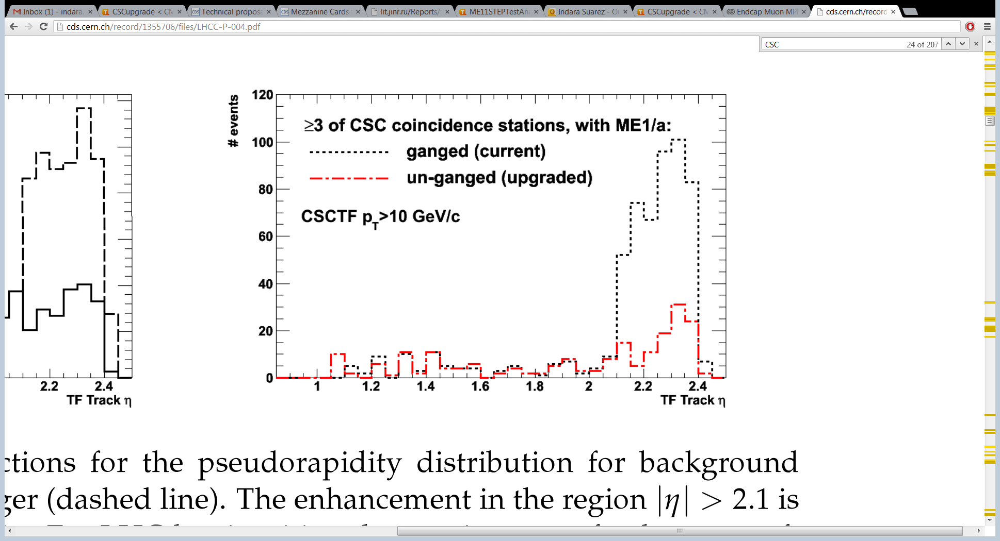 Inbox (1) - indara.
CSCupgrade < CM
Technical proposa
Mezzanine Cards
lit.jinr.ru/Reports/
ME11STEPTestAna
Indara Suarez - Ou
CSCupgrade < CM
Endcap Muon MP
cds.cern.ch/record
cds.cern.ch/record/1355706/files/LHCC-P-004.pdf
CSC 24 of 207
# events
120
100
80
60
40
20
0
≥3 of CSC coincidence stations, with ME1/a:
ganged (current)
un-ganged (upgraded)
CSCTF pT>10 GeV/c
2.2 2.4
TF Track η
1 1.2 1.4 1.6 1.8 2 2.2 2.4
TF Track η
ctions for the pseudorapidity distribution for background
ger (dashed line). The enhancement in the region |η| > 2.1 is